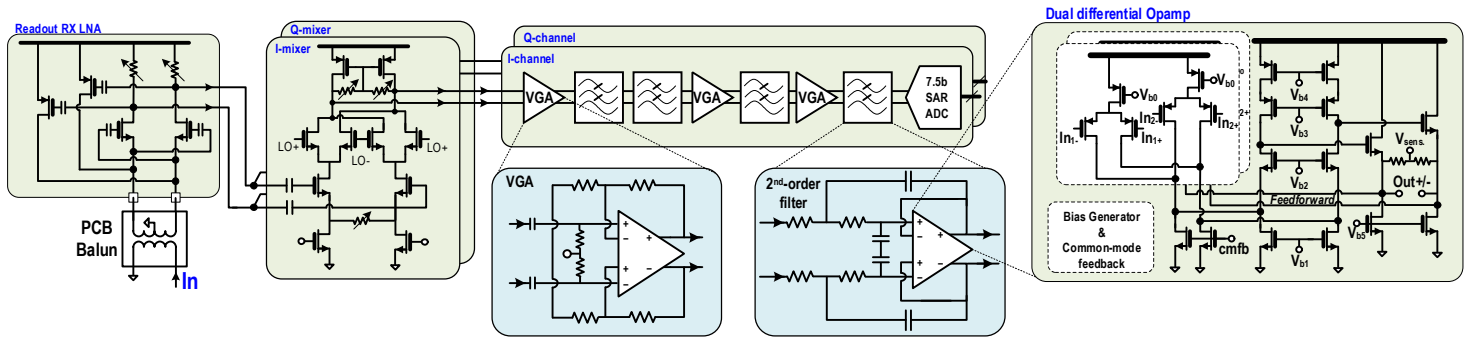 Readout RX LNA
PCB
Balun
In
Q-mixer
I-mixer
LO+
LO-
LO+
Q-channel
I-channel
VGA
VGA
VGA
7.5b
SAR
ADC
VGA
+
-
+
-
+
-
2nd-order
filter
+
-
+
-
+
-
Dual differential Opamp
Vb0
Vb0
In1-
In1+
In2-
In2+
2+
Bias Generator
&
Common-mode
feedback
cmfb
Vb4
Vb3
Vb2
Feedforward
Vb1
Vsens.
Out+/-
Vb5